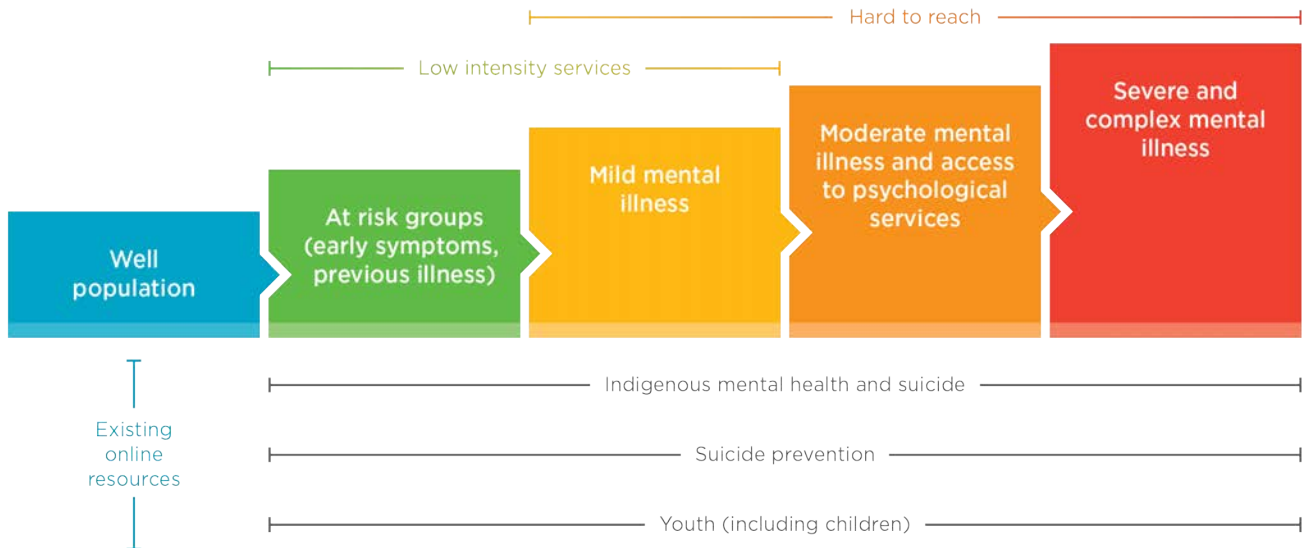 Hard to reach
Low intensity services
Well
population
At risk groups
(early symptoms,
previous illness)
Mild mental
illness
Moderate mental
illness and access
to psychological
services
Severe and
complex mental
illness
Existing
online
resources
Indigenous mental health and suicide
Suicide prevention
Youth (including children)